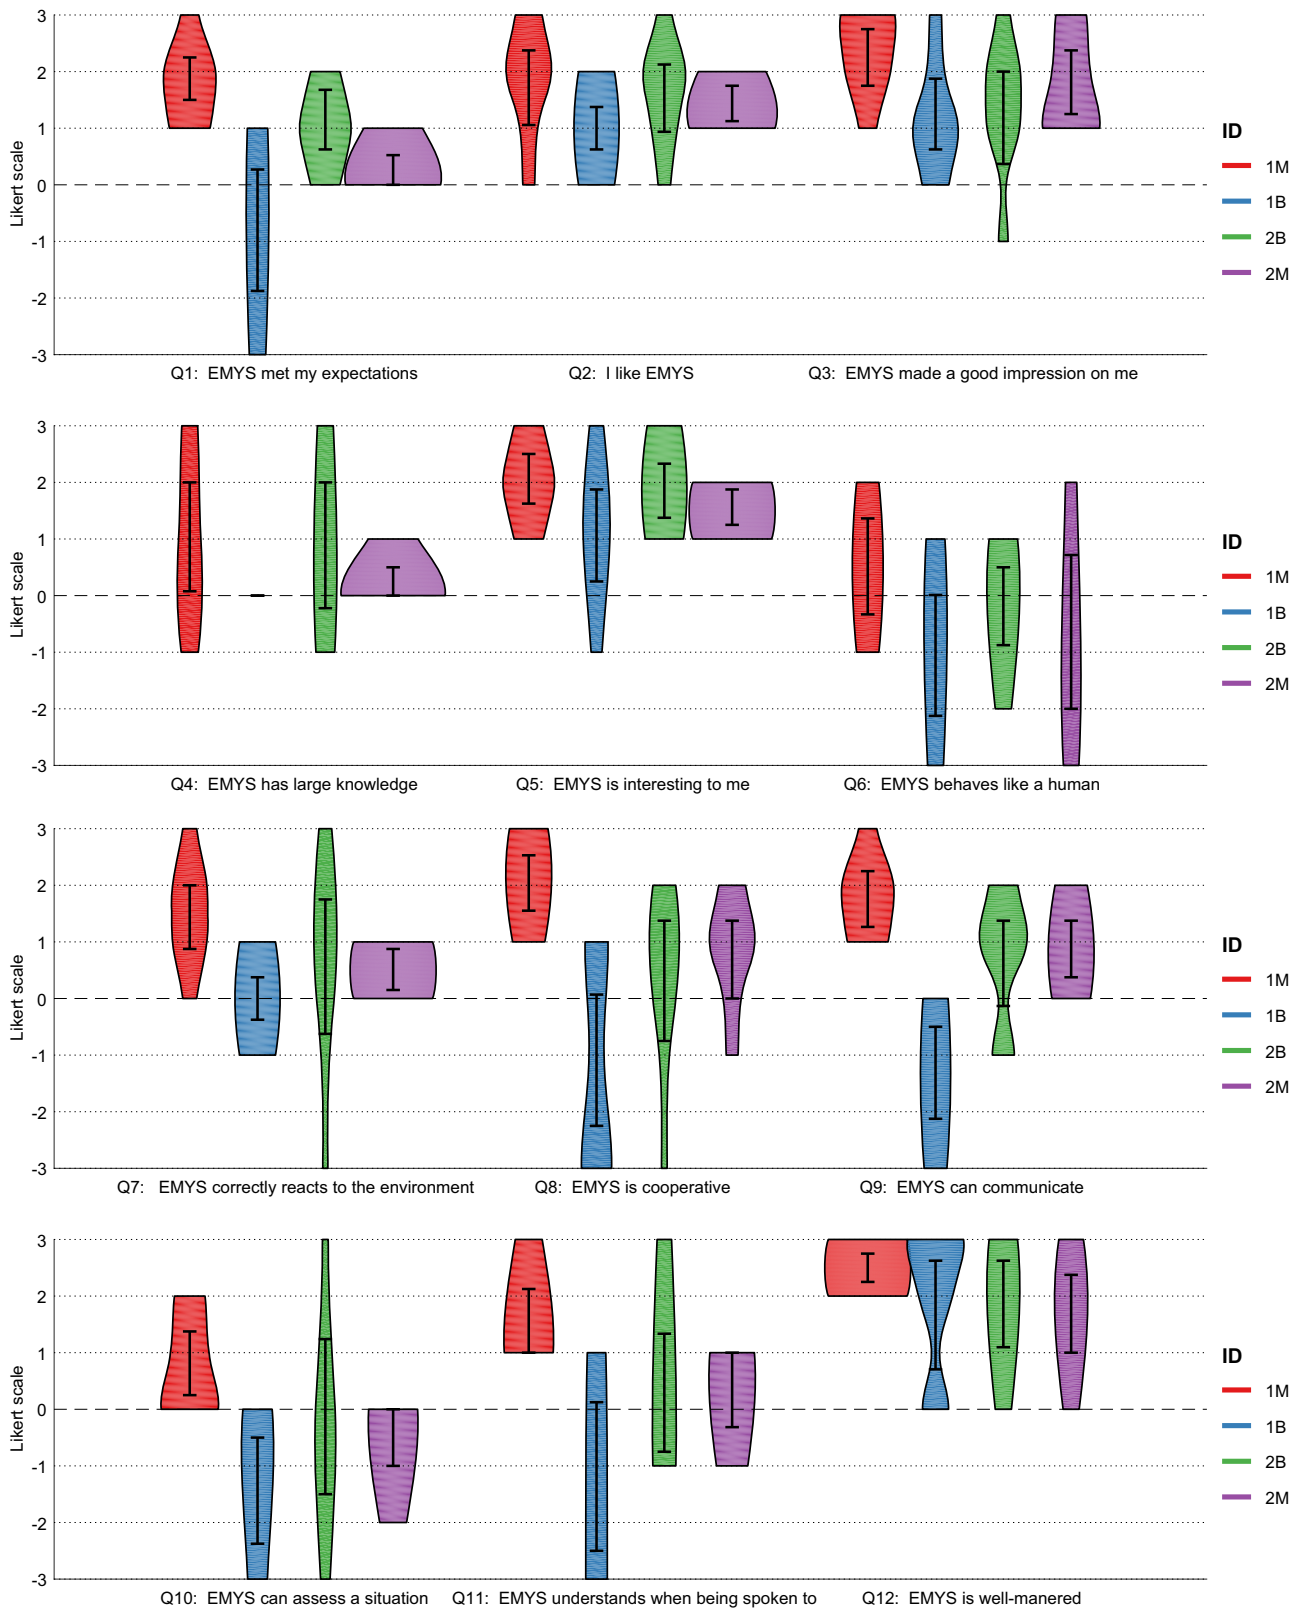 3
2
1
0
-1
-2
-3
Likert scale
Q1: EMYS met my expectations
Q2: I like EMYS
Q3: EMYS made a good impression on me
ID
1M
1B
2B
2M
3
2
1
0
-1
-2
-3
Likert scale
Q4: EMYS has large knowledge
Q5: EMYS is interesting to me
Q6: EMYS behaves like a human
ID
1M
1B
2B
2M
3
2
1
0
-1
-2
-3
Likert scale
Q7: EMYS correctly reacts to the environment
Q8: EMYS is cooperative
Q9: EMYS can communicate
ID
1M
1B
2B
2M
3
2
1
0
-1
-2
-3
Likert scale
Q10: EMYS can assess a situation
Q11: EMYS understands when being spoken to
Q12: EMYS is well-manered
ID
1M
1B
2B
2M